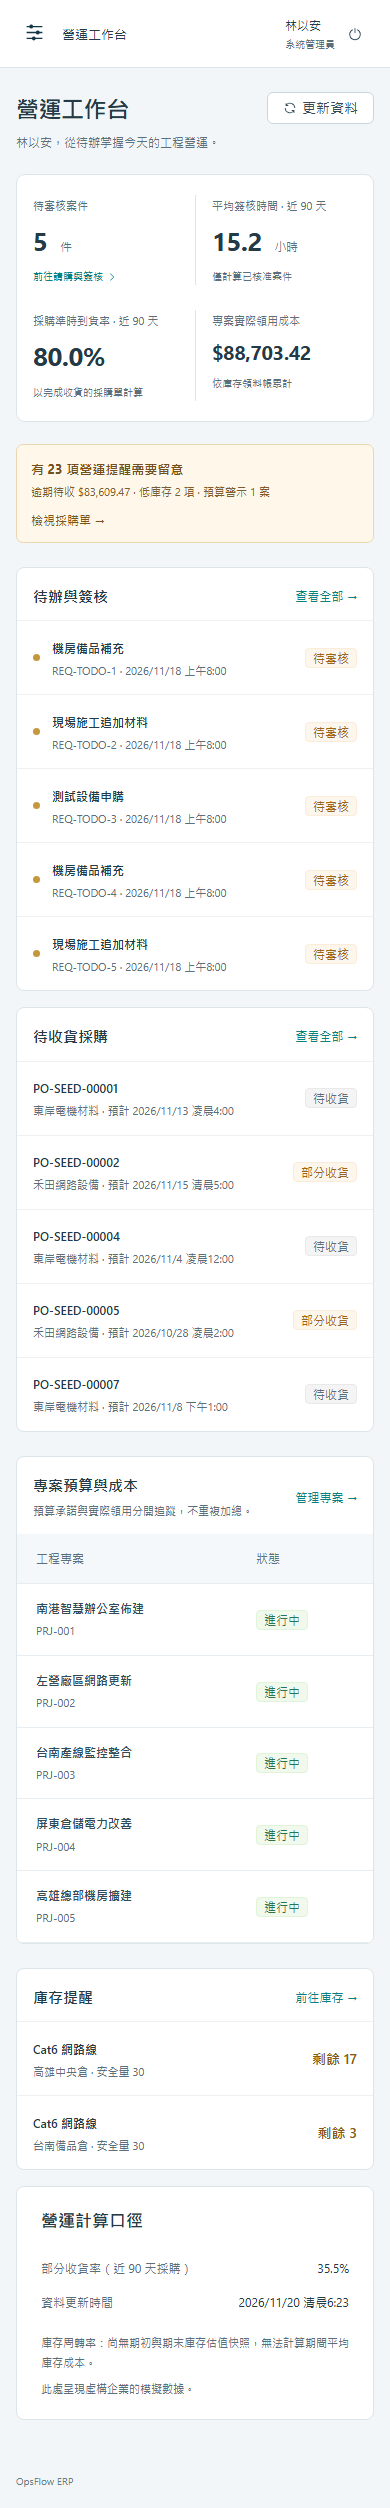 營運工作台
林以安
系統管理員
營運工作台
更新資料
林以安，從待辦掌握今天的工程營運。
待審核案件
5 件
前往請購與簽核 >
平均簽核時間 · 近 90 天
15.2 小時
僅計算已核准案件
採購準時到貨率 · 近 90 天
80.0%
以完成收貨的採購單計算
專案實際領用成本
$88,703.42
依庫存領料帳累計
有 23 項營運提醒需要留意
逾期待收 $83,609.47 · 低庫存 2 項 · 預算警示 1 案
檢視採購單 →
待辦與簽核
查看全部 →
機房備品補充
REQ-TODO-1 · 2026/11/18 上午8:00
待審核
現場施工追加材料
REQ-TODO-2 · 2026/11/18 上午8:00
待審核
測試設備申購
REQ-TODO-3 · 2026/11/18 上午8:00
待審核
機房備品補充
REQ-TODO-4 · 2026/11/18 上午8:00
待審核
現場施工追加材料
REQ-TODO-5 · 2026/11/18 上午8:00
待審核
待收貨採購
查看全部 →
PO-SEED-00001
東岸電機材料 · 預計 2026/11/13 凌晨4:00
待收貨
PO-SEED-00002
禾田網路設備 · 預計 2026/11/15 清晨5:00
部分收貨
PO-SEED-00004
東岸電機材料 · 預計 2026/11/4 凌晨12:00
待收貨
PO-SEED-00005
禾田網路設備 · 預計 2026/10/28 凌晨2:00
部分收貨
PO-SEED-00007
東岸電機材料 · 預計 2026/11/8 下午1:00
待收貨
專案預算與成本
預算承諾與實際領用分開追蹤，不重複加總。
管理專案 →
工程專案
狀態
南港智慧辦公室佈建
PRJ-001
進行中
左營廠區網路更新
PRJ-002
進行中
台南產線監控整合
PRJ-003
進行中
屏東倉儲電力改善
PRJ-004
進行中
高雄總部機房擴建
PRJ-005
進行中
庫存提醒
前往庫存 →
Cat6 網路線
高雄中央倉 · 安全量 30
剩餘 17
Cat6 網路線
台南備品倉 · 安全量 30
剩餘 3
營運計算口徑
部分收貨率（近 90 天採購）
35.5%
資料更新時間
2026/11/20 清晨6:23
庫存周轉率：尚無期初與期末庫存估值快照，無法計算期間平均
庫存成本。
此處呈現虛構企業的模擬數據。
OpsFlow ERP